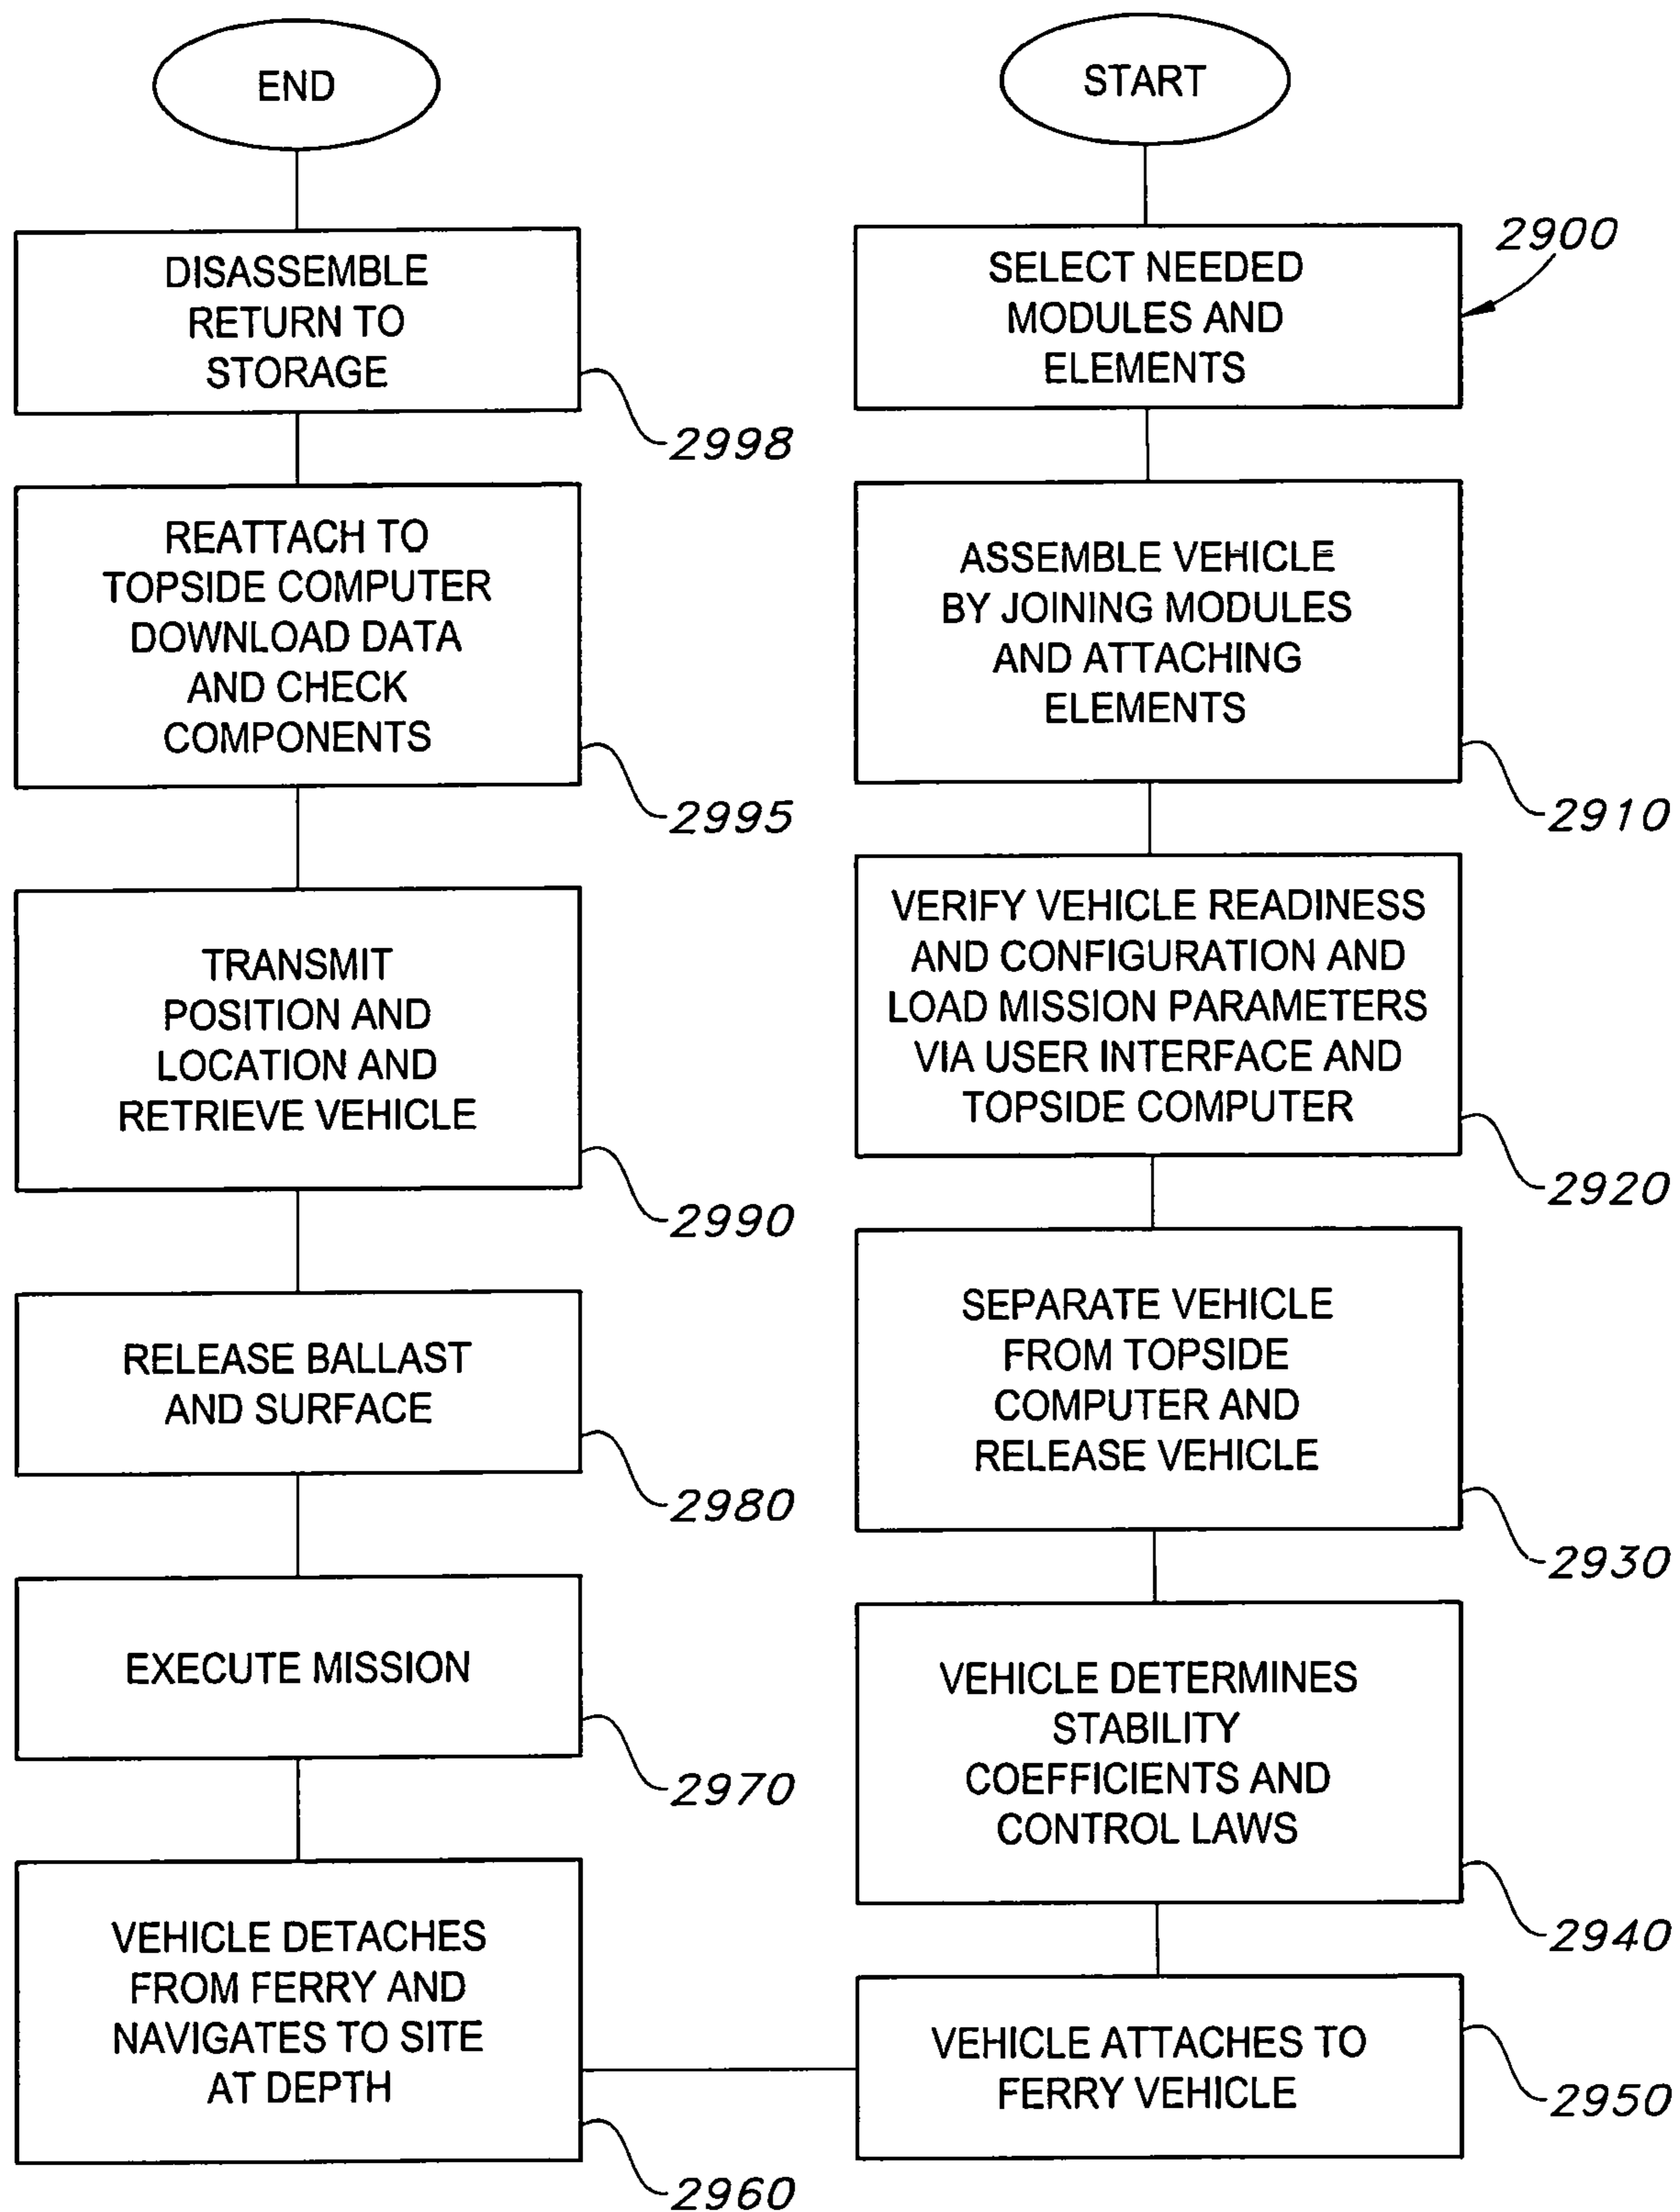 START
2900
SELECT NEEDED
MODULES AND
ELEMENTS
ASSEMBLE VEHICLE
BY JOINING MODULES
AND ATTACHING
ELEMENTS
2910
VERIFY VEHICLE READINESS
AND CONFIGURATION AND
LOAD MISSION PARAMETERS
VIA USER INTERFACE AND
TOPSIDE COMPUTER
2920
SEPARATE VEHICLE
FROM TOPSIDE
COMPUTER AND
RELEASE VEHICLE
2930
VEHICLE DETERMINES
STABILITY
COEFFICIENTS AND
CONTROL LAWS
2940
VEHICLE ATTACHES TO
FERRY VEHICLE
2950
VEHICLE DETACHES
FROM FERRY AND
NAVIGATES TO SITE
AT DEPTH
2960
EXECUTE MISSION
2970
RELEASE BALLAST
AND SURFACE
2980
TRANSMIT
POSITION AND
LOCATION AND
RETRIEVE VEHICLE
2990
REATTACH TO
TOPSIDE COMPUTER
DOWNLOAD DATA
AND CHECK
COMPONENTS
2995
DISASSEMBLE
RETURN TO
STORAGE
2998
END